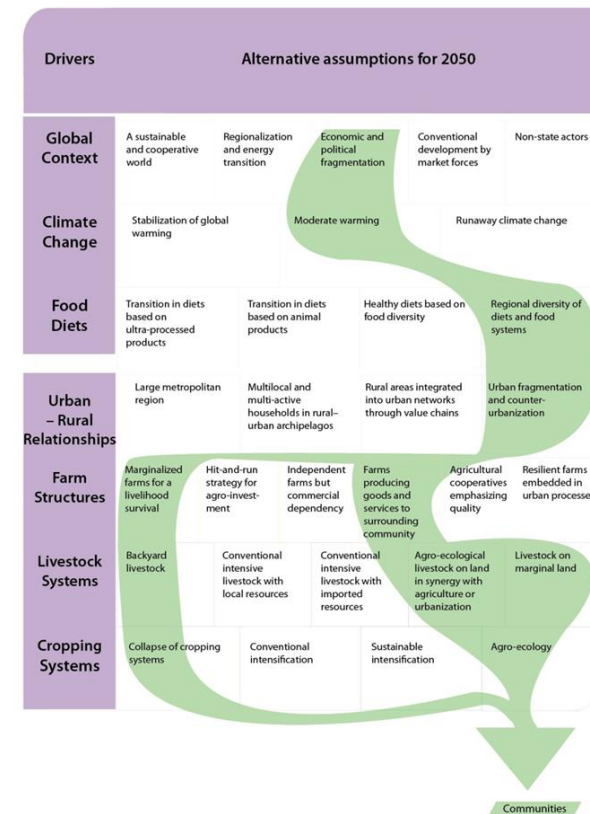 Drivers
Alternative assumptions for 2050
Global
Context
A sustainable
and cooperative
world
Regionalization
and energy
transition
Economic and
political
fragmentation
Conventional
development by
market forces
Non-state actors
Climate
Change
Stabilization of global
warming
Moderate warming
Runaway climate change
Food
Diets
Transition in diets
based on
ultra-processed
products
Transition in diets
based on animal
products
Healthy diets based on
food diversity
Regional diversity of
diets and food
systems
Urban
– Rural
Relationships
Large metropolitan
region
Multilocal and
multi-active
households in rural–
urban archipelagos
Rural areas integrated
into urban networks
through value chains
Urban fragmentation
and counter-
urbanization
Farm
Structures
Marginalized
farms for a
livelihood
survival
Hit-and-run
strategy for
agro-invest-
ment
Independent
farms but
commercial
dependency
Farms
producing
goods and
services to
surrounding
community
Agricultural
cooperatives
emphasizing
quality
Resilient farms
embedded in
urban processe
Livestock
Systems
Backyard
livestock
Conventional
intensive
livestock with
local resources
Conventional
intensive
livestock with
imported
resources
Agro-ecological
livestock on land
in synergy with
agriculture or
urbanization
Livestock on
marginal land
Cropping
Systems
Collapse of cropping
systems
Conventional
intensification
Sustainable
intensification
Agro-ecology
Communities